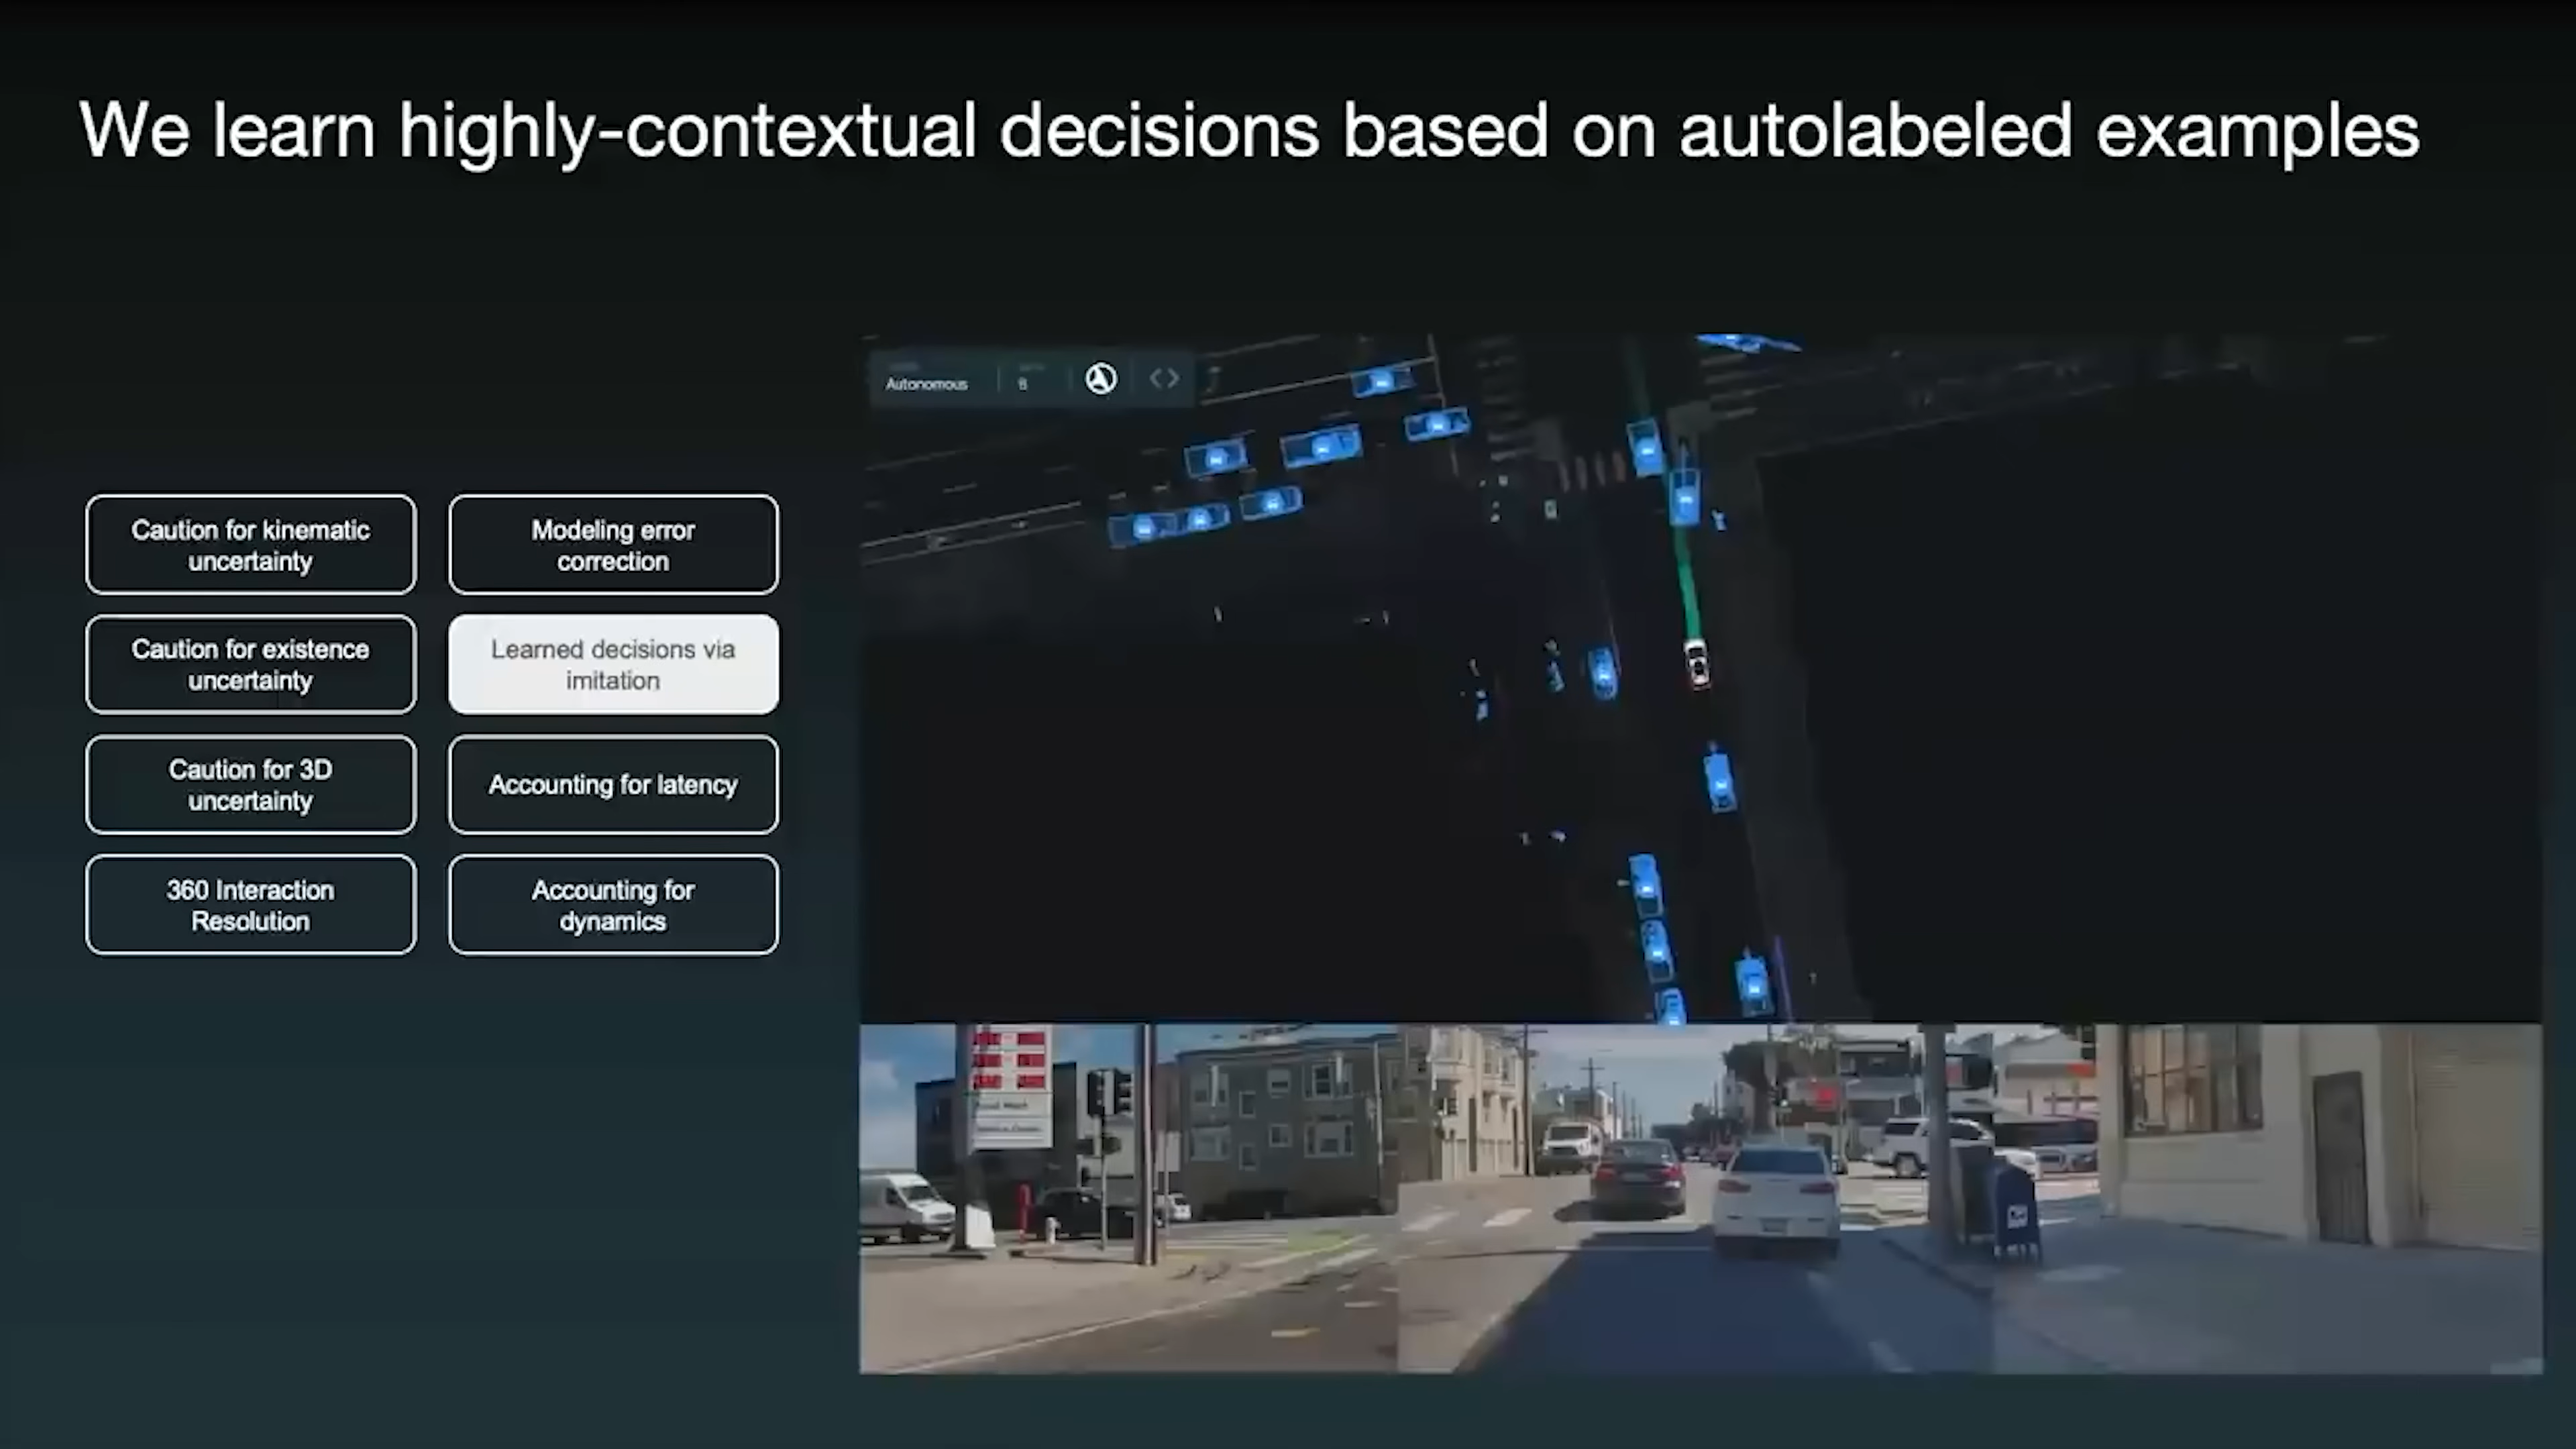 We learn highly-contextual decisions based on autolabeled examples
Autonomous
Caution for kinematic
uncertainty
Modeling error
correction
Caution for existence
uncertainty
Learned decisions via
imitation
Caution for 3D
uncertainty
Accounting for latency
360 Interaction
Resolution
Accounting for
dynamics